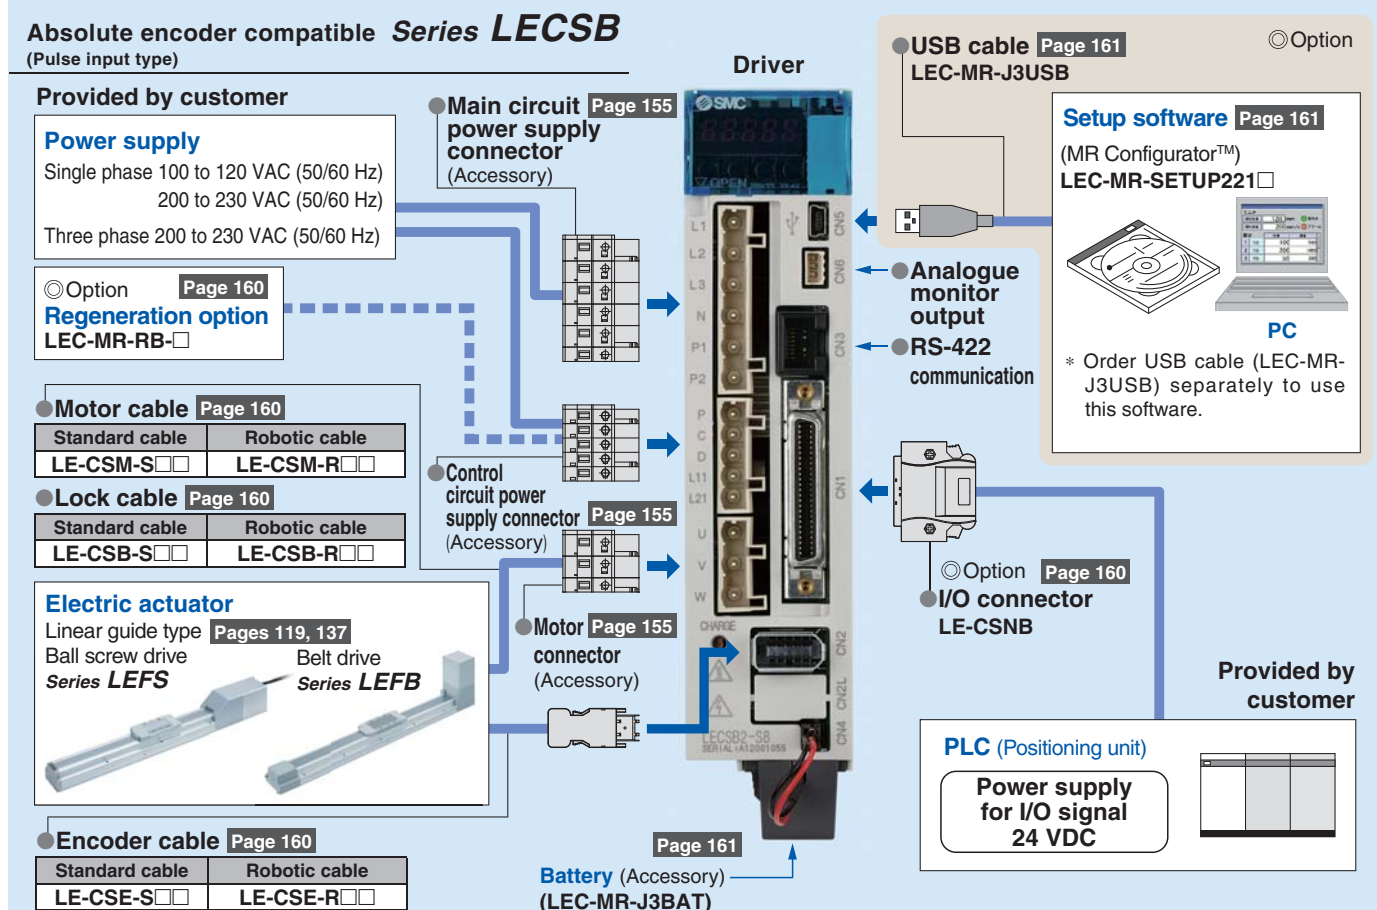 Absolute encoder compatible Series LECSB
(Pulse input type)
Provided by customer
Power supply
Single phase 100 to 120 VAC (50/60 Hz)
200 to 230 VAC (50/60 Hz)
Three phase 200 to 230 VAC (50/60 Hz)
◎Option Page 160
Regeneration option
LEC-MR-RB-□
●Motor cable Page 160
Standard cable Robotic cable
LE-CSM-S□□ LE-CSM-R□□
●Lock cable Page 160
Standard cable Robotic cable
LE-CSB-S□□ LE-CSB-R□□
Electric actuator
Linear guide type Pages 119, 137
Ball screw drive
Series LEFS
Belt drive
Series LEFB
●Encoder cable Page 160
Standard cable Robotic cable
LE-CSE-S□□ LE-CSE-R□□
●Main circuit Page 155
power supply
connector
(Accessory)
●Control
circuit power
supply connector Page 155
(Accessory)
●Motor Page 155
connector
(Accessory)
Driver
SMC
OPEN
L1
L2
L3
N
P1
P2
P
C
D
L11
L21
U
V
W
CHARGE
CN5
CN6
CN3
CN1
CN2
CN2L
CN4
LECSB2-S8
SERIAL:A12001055
Page 161
Battery (Accessory)
(LEC-MR-J3BAT)
●USB cable Page 161
LEC-MR-J3USB
◎Option
Setup software Page 161
(MR Configurator™)
LEC-MR-SETUP221□
PC
* Order USB cable (LEC-MR-
J3USB) separately to use
this software.
●Analogue
monitor
output
●RS-422
communication
◎Option Page 160
●I/O connector
LE-CSNB
Provided by
customer
PLC (Positioning unit)
Power supply
for I/O signal
24 VDC